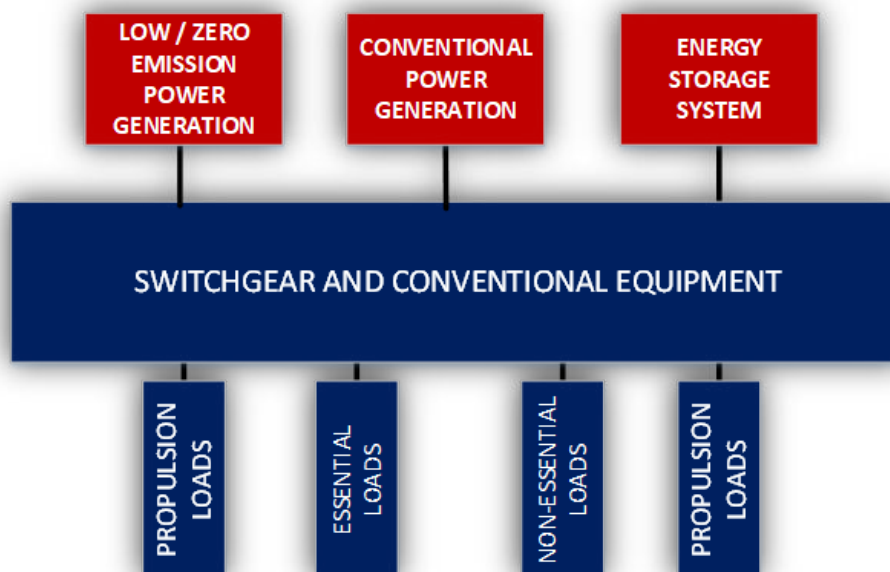 LOW / ZERO
EMISSION
POWER
GENERATION
CONVENTIONAL
POWER
GENERATION
ENERGY
STORAGE
SYSTEM
SWITCHGEAR AND CONVENTIONAL EQUIPMENT
PROPULSION
LOADS
ESSENTIAL
LOADS
NON-ESSENTIAL
LOADS
PROPULSION
LOADS